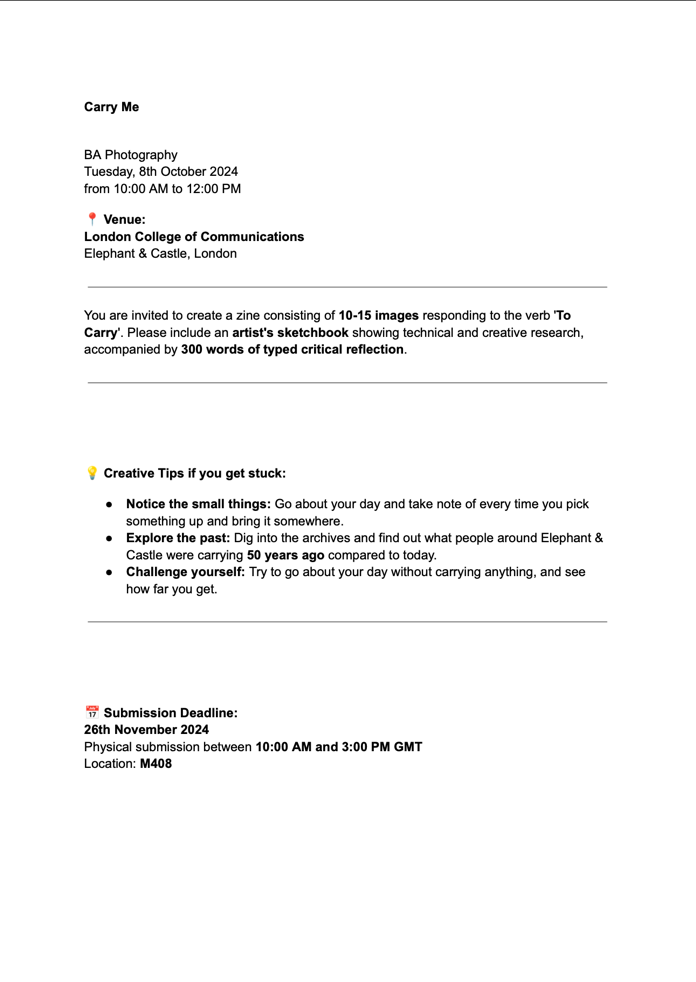 Carry Me
BA Photography
Tuesday, 8th October 2024
from 10:00 AM to 12:00 PM
📍 Venue:
London College of Communications
Elephant & Castle, London
You are invited to create a zine consisting of 10-15 images responding to the verb 'To
Carry'. Please include an artist's sketchbook showing technical and creative research,
accompanied by 300 words of typed critical reflection.
💡 Creative Tips if you get stuck:
● Notice the small things: Go about your day and take note of every time you pick
something up and bring it somewhere.
● Explore the past: Dig into the archives and find out what people around Elephant &
Castle were carrying 50 years ago compared to today.
● Challenge yourself: Try to go about your day without carrying anything, and see
how far you get.
📅 Submission Deadline:
26th November 2024
Physical submission between 10:00 AM and 3:00 PM GMT
Location: M408